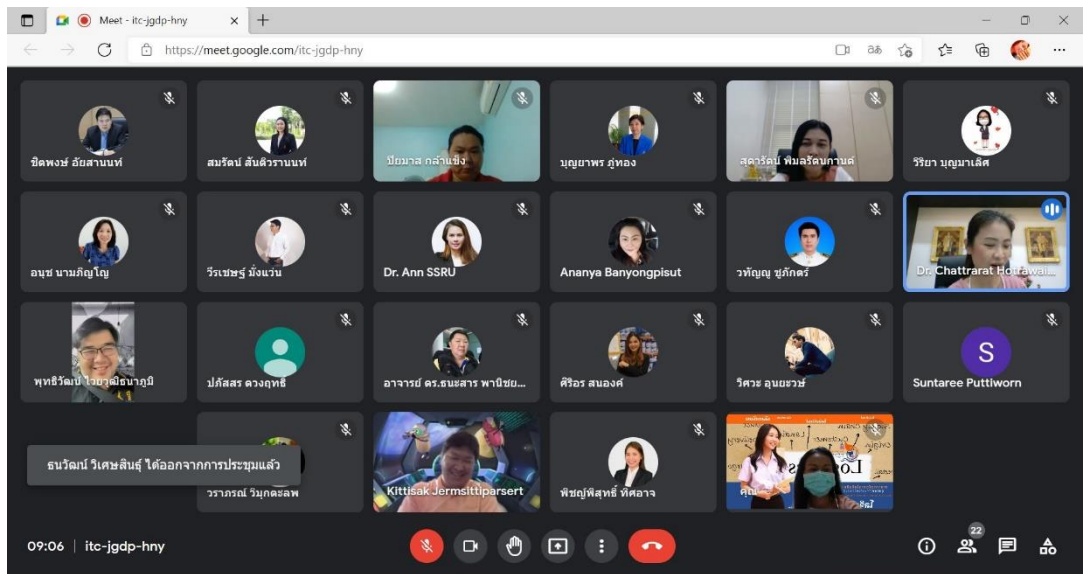 Meet - itc-jgdp-hny
https://meet.google.com/itc-jgdp-hny
ชิตพงษ์ อัยสานนท์
สมรัตน์ สันติวรานนท์
ปิยมาส กล้าแข็ง
บุญยาพร ภู่ทอง
สุดารัตน์ พิมลรัตนกานต์
วิริยา บุญมาเลิศ
อนุช นามภิญโญ
วีรเชษฐ์ มั่งแว่น
Dr. Ann SSRU
Ananya Banyongpisut
วทัญญู ชูภักตร์
Dr. Chattrarat Hotrawai...
พุทธิวัฒน์ ไวยวุฒิธนาภูมิ
ปภัสสร ดวงฤทธิ์
อาจารย์ ดร.ธนะสาร พานิชย...
ศิริอร สนองค์
วิศวะ อุนยะวงษ์
S
Suntaree Puttiworn
ธนวัฒน์ วิเศษสินธุ์ ได้ออกจากการประชุมแล้ว
วราภรณ์ วิมุกตะลพ
Kittisak Jermsittiparsert
พิชญ์พิสุทธิ์ ทิศอาจ
คุณ
09:06 | itc-jgdp-hny
22